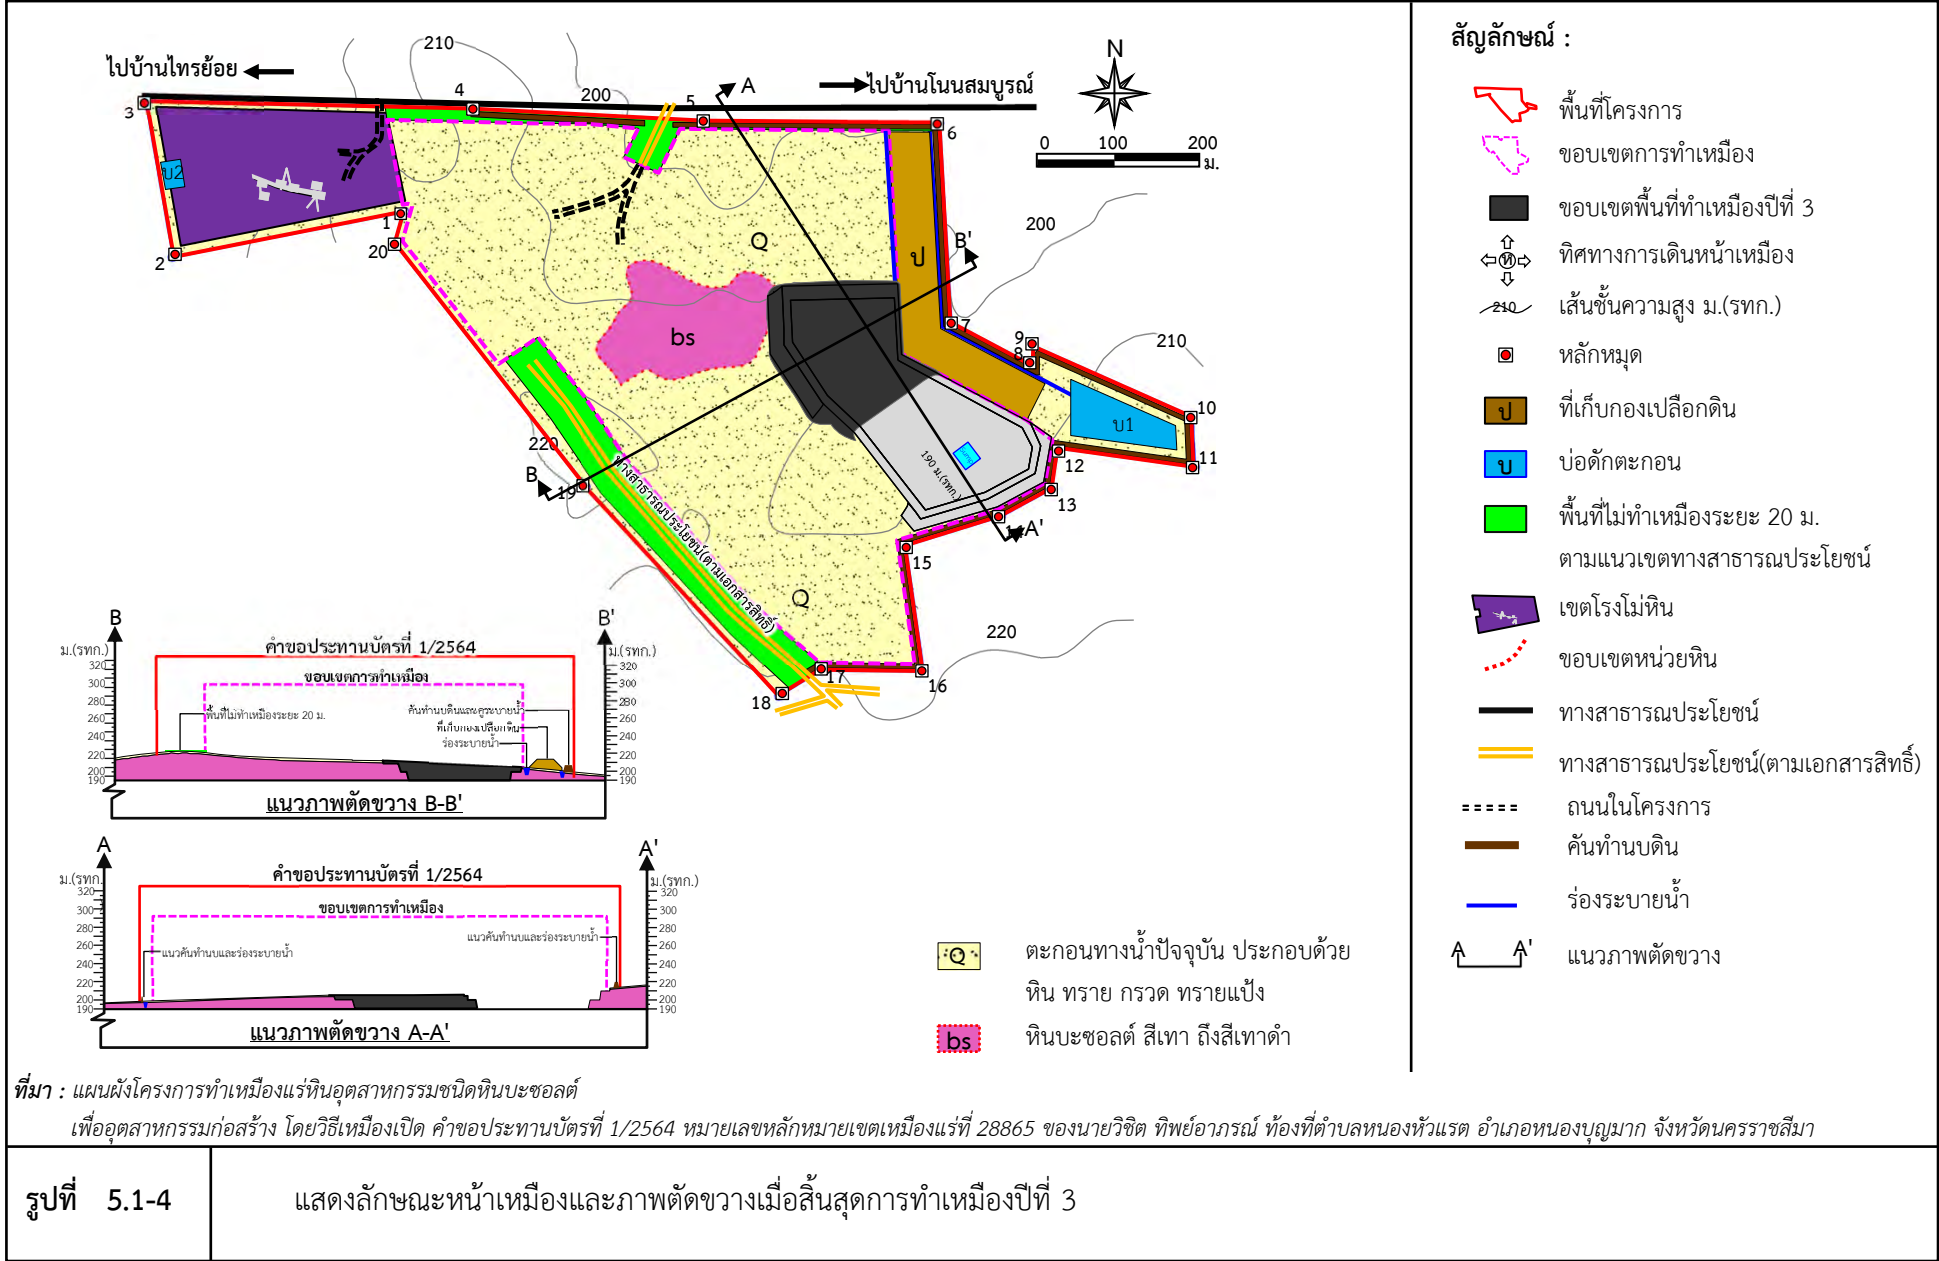 ไปบ้านไทรย้อย
ไปบ้านโนนสมบูรณ์
N
0 100 200
ม.
210
200
200
210
220
220
3
4
5
6
2
1
20
7
9
8
10
11
12
13
14
15
16
17
18
19
A
A'
B
B'
Q
Q
bs
ป
บ1
บ2
190 ม.(รทก.)
ทางสาธารณประโยชน์(ตามเอกสารสิทธิ์)
B
B'
ม.(รทก.)
ม.(รทก.)
คำขอประทานบัตรที่ 1/2564
ขอบเขตการทำเหมือง
พื้นที่ไม่ทำเหมืองระยะ 20 ม.
คันทำนบดินและคูระบายน้ำ
ที่เก็บกองเปลือกดิน
ร่องระบายน้ำ
320 320
300 300
280 280
260 260
240 240
220 220
200 200
190 190
แนวภาพตัดขวาง B-B'
A
A'
ม.(รทก.
ม.(รทก.)
คำขอประทานบัตรที่ 1/2564
ขอบเขตการทำเหมือง
แนวคันทำนบและร่องระบายน้ำ
แนวคันทำนบและร่องระบายน้ำ
320 320
300 300
280 280
260 260
240 240
220 220
200 200
190 190
แนวภาพตัดขวาง A-A'
Q ตะกอนทางน้ำปัจจุบัน ประกอบด้วย
หิน ทราย กรวด ทรายแป้ง
bs หินบะซอลต์ สีเทา ถึงสีเทาดำ
สัญลักษณ์ :
พื้นที่โครงการ
ขอบเขตการทำเหมือง
ขอบเขตพื้นที่ทำเหมืองปีที่ 3
ท ทิศทางการเดินหน้าเหมือง
210 เส้นชั้นความสูง ม.(รทก.)
หลักหมุด
ป ที่เก็บกองเปลือกดิน
บ บ่อดักตะกอน
พื้นที่ไม่ทำเหมืองระยะ 20 ม.
ตามแนวเขตทางสาธารณประโยชน์
เขตโรงโม่หิน
ขอบเขตหน่วยหิน
ทางสาธารณประโยชน์
ทางสาธารณประโยชน์(ตามเอกสารสิทธิ์)
ถนนในโครงการ
คันทำนบดิน
ร่องระบายน้ำ
A A' แนวภาพตัดขวาง
ที่มา : แผนผังโครงการทำเหมืองแร่หินอุตสาหกรรมชนิดหินบะซอลต์
เพื่ออุตสาหกรรมก่อสร้าง โดยวิธีเหมืองเปิด คำขอประทานบัตรที่ 1/2564 หมายเลขหลักหมายเขตเหมืองแร่ที่ 28865 ของนายวิชิต ทิพย์อาภรณ์ ท้องที่ตำบลหนองหัวแรต อำเภอหนองบุญมาก จังหวัดนครราชสีมา
รูปที่ 5.1-4
แสดงลักษณะหน้าเหมืองและภาพตัดขวางเมื่อสิ้นสุดการทำเหมืองปีที่ 3